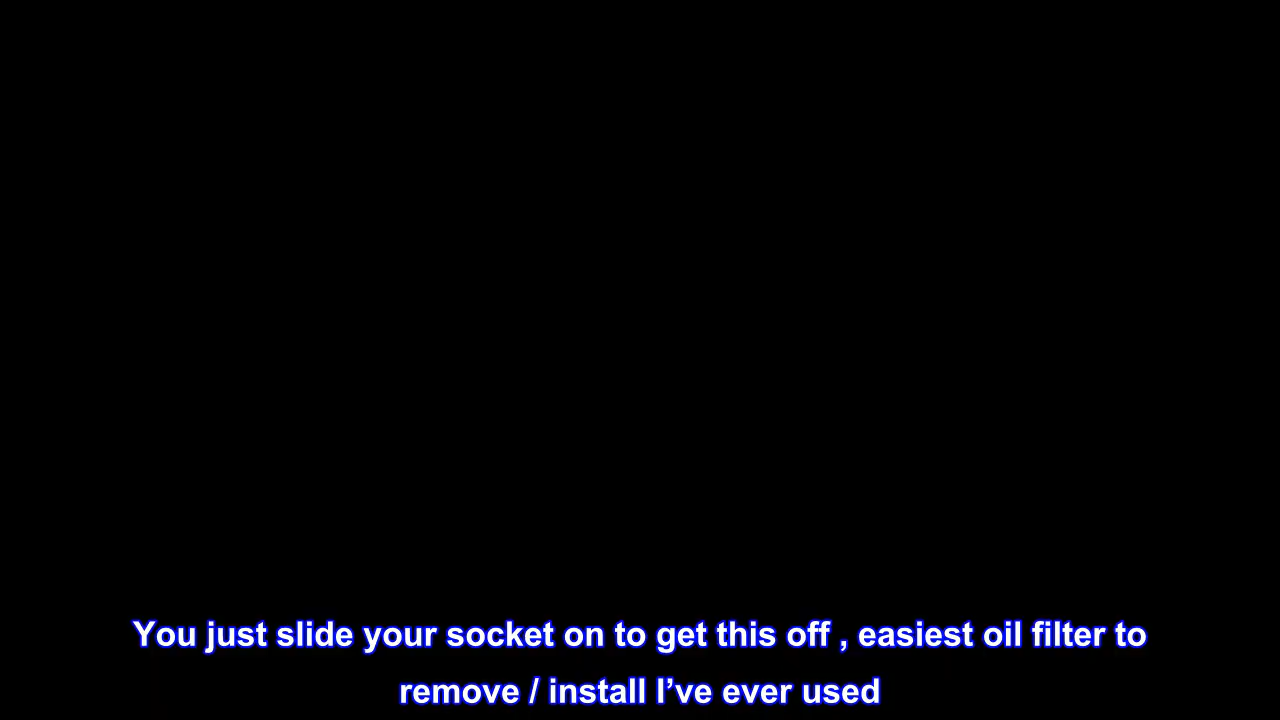 You just slide your socket on to get this off , easiest oil filter to
remove / install I’ve ever used